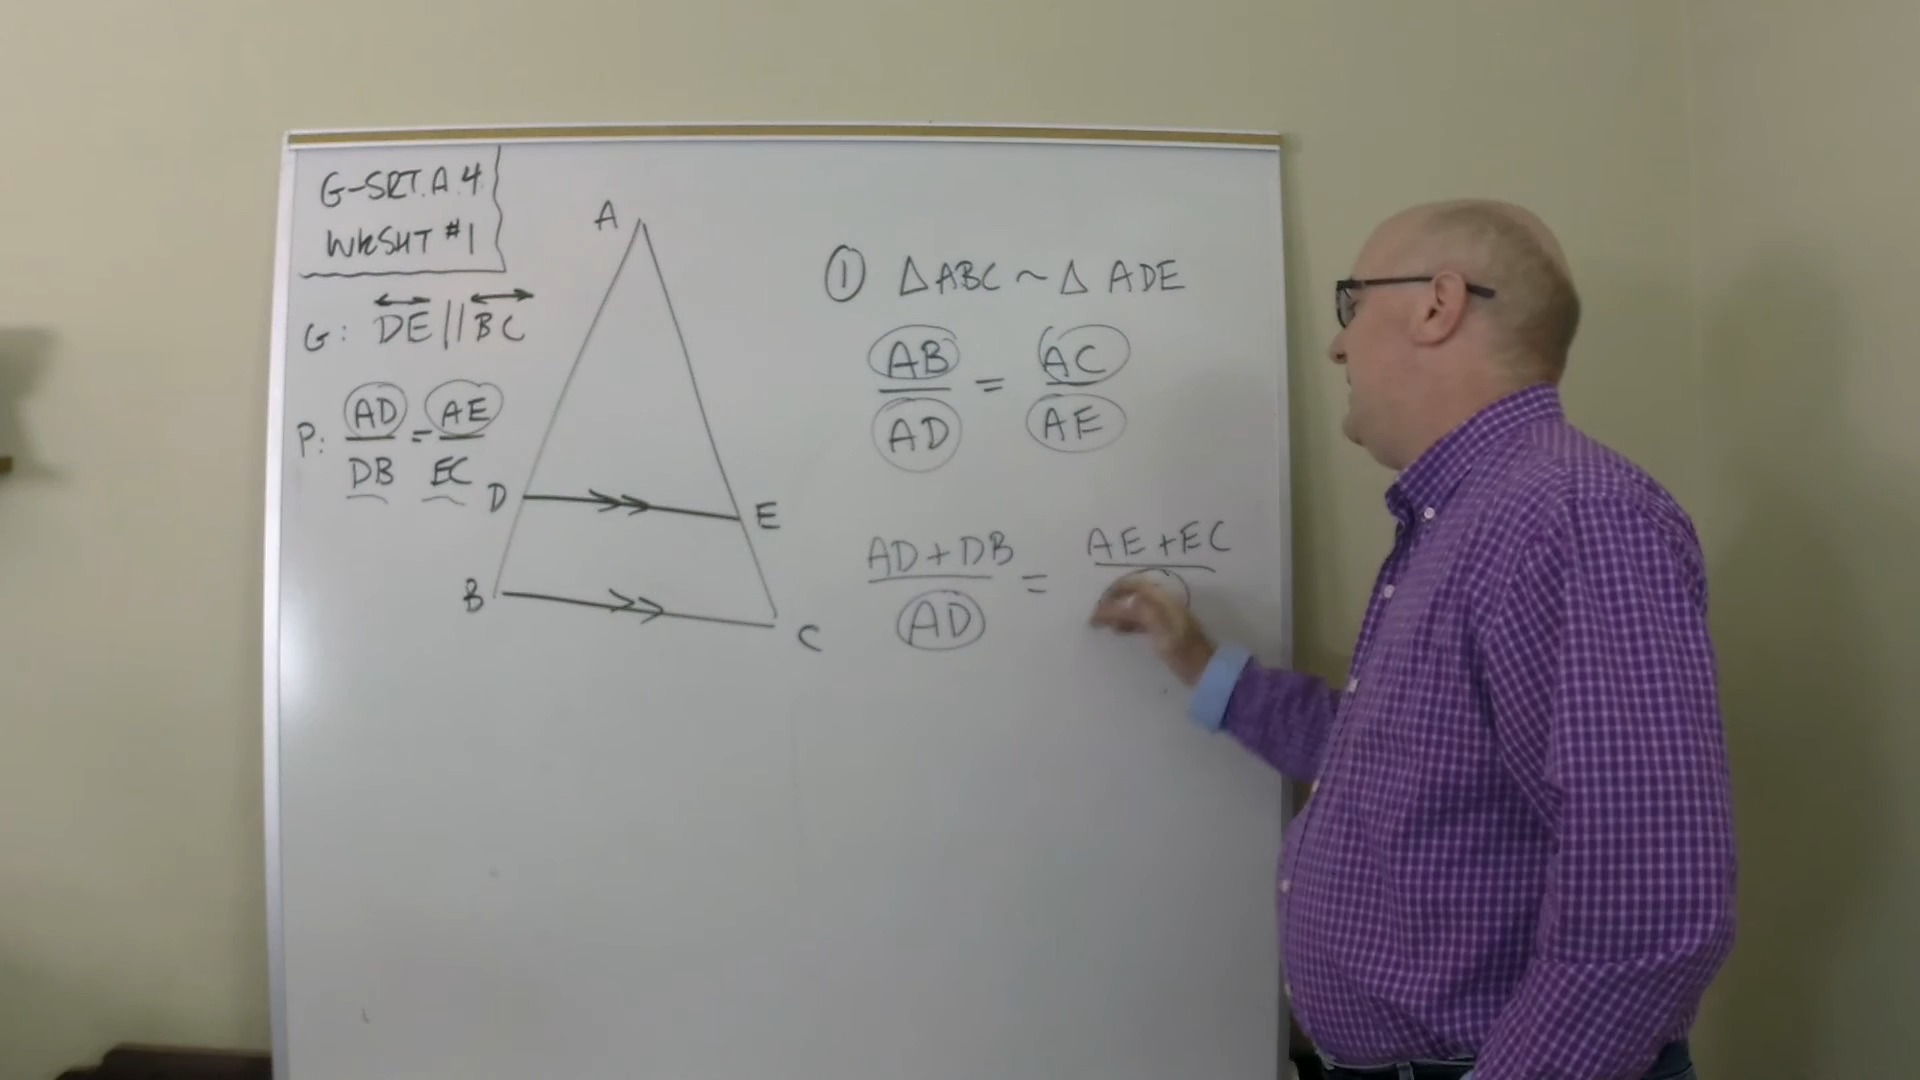 G-SRT.A.4
WKSHT #1
G: DE || BC
P: AD/DB = AE/EC
A
D
E
B
C
① △ABC ~ △ADE
AB/AD = AC/AE
AD+DB/AD = AE+EC